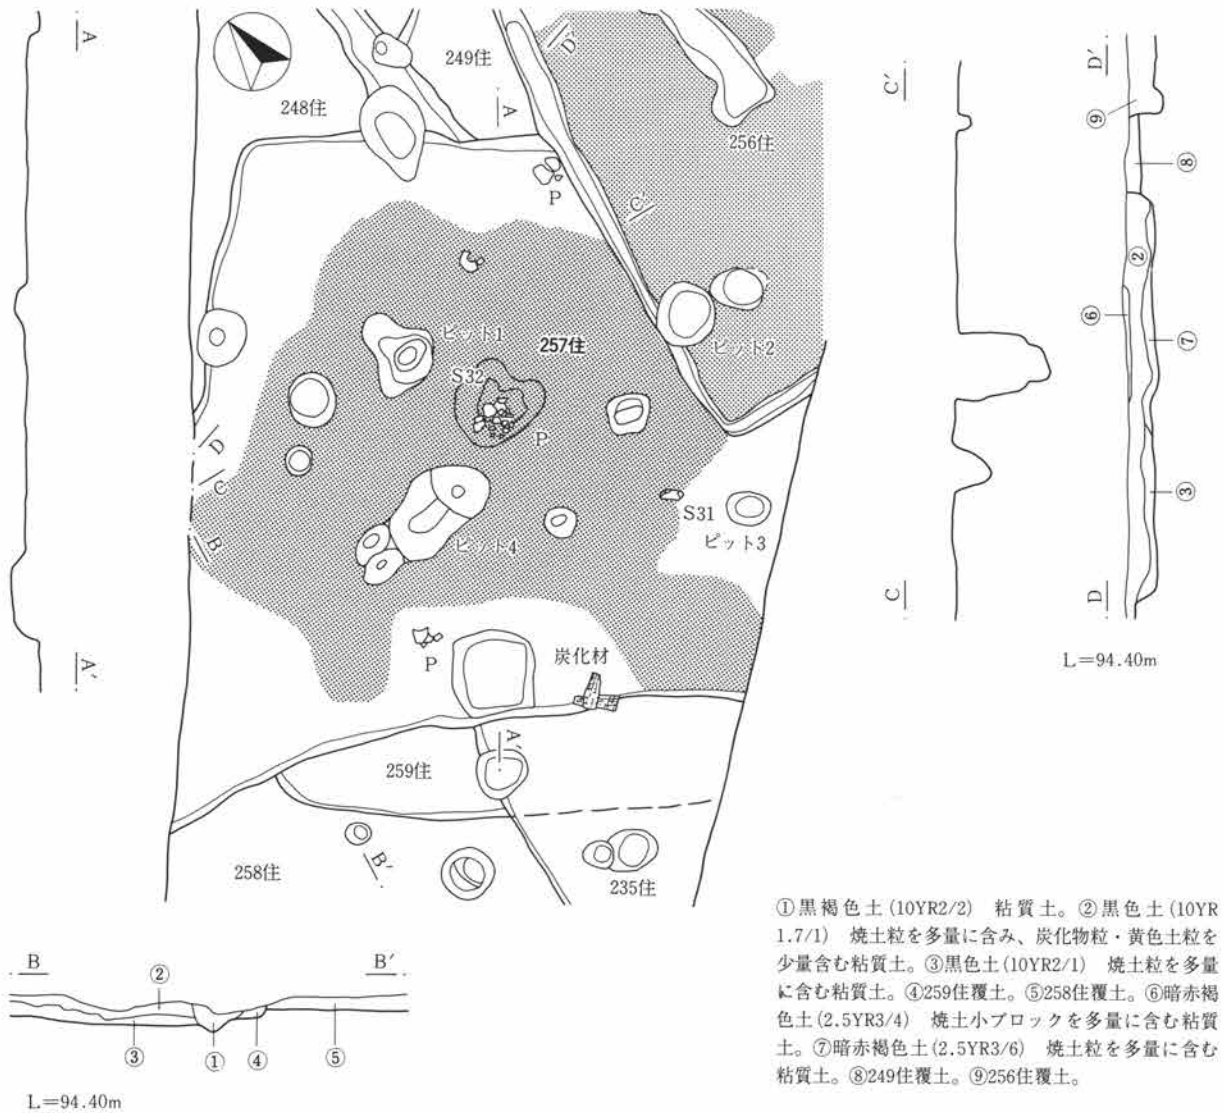 A
A'
248住
249住
D'
A
256住
P
C'
ピット1
257住
ピット2
S32
P
D
C
B
S31
ピット3
ピット4
P
炭化材
A'
259住
258住
B'
235住
C'
C
D'
⑨
⑧
②
⑥
⑦
③
D
L=94.40m
B
B'
②
③
①
④
⑤
L=94.40m
①黒褐色土(10YR2/2) 粘質土。②黒色土(10YR
1.7/1) 焼土粒を多量に含み、炭化物粒・黄色土粒を
少量含む粘質土。③黒色土(10YR2/1) 焼土粒を多量
に含む粘質土。④259住覆土。⑤258住覆土。⑥暗赤褐
色土(2.5YR3/4) 焼土小ブロックを多量に含む粘質
土。⑦暗赤褐色土(2.5YR3/6) 焼土粒を多量に含む
粘質土。⑧249住覆土。⑨256住覆土。